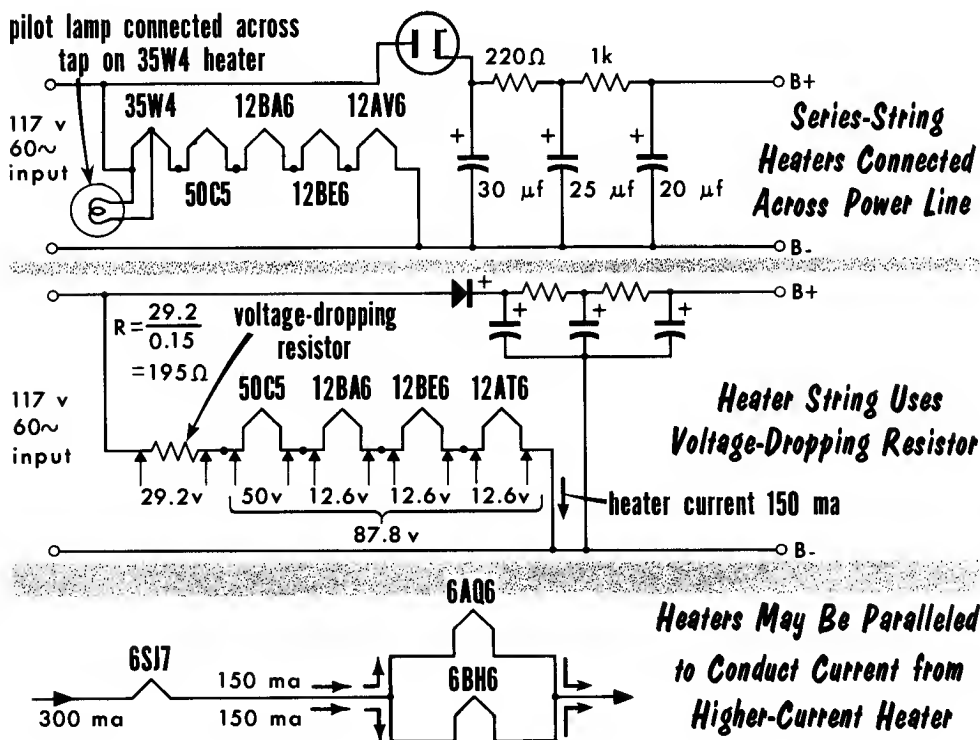 pilot lamp connected across
tap on 35W4 heater
220Ω
1k
B+
35W4
12BA6
12AV6
117 v
60~
input
50C5
12BE6
+
+
+
30 µf
25 µf
20 µf
B-
Series-String
Heaters Connected
Across Power Line
+
B+
R=29.2/0.15
=195Ω
voltage-dropping
resistor
+
+
+
50C5
12BA6
12BE6
12AT6
117 v
60~
input
29.2v
50v
12.6v
12.6v
12.6v
87.8 v
heater current 150 ma
B-
Heater String Uses
Voltage-Dropping Resistor
6AQ6
6SJ7
150 ma
6BH6
300 ma
150 ma
Heaters May Be Paralleled
to Conduct Current from
Higher-Current Heater